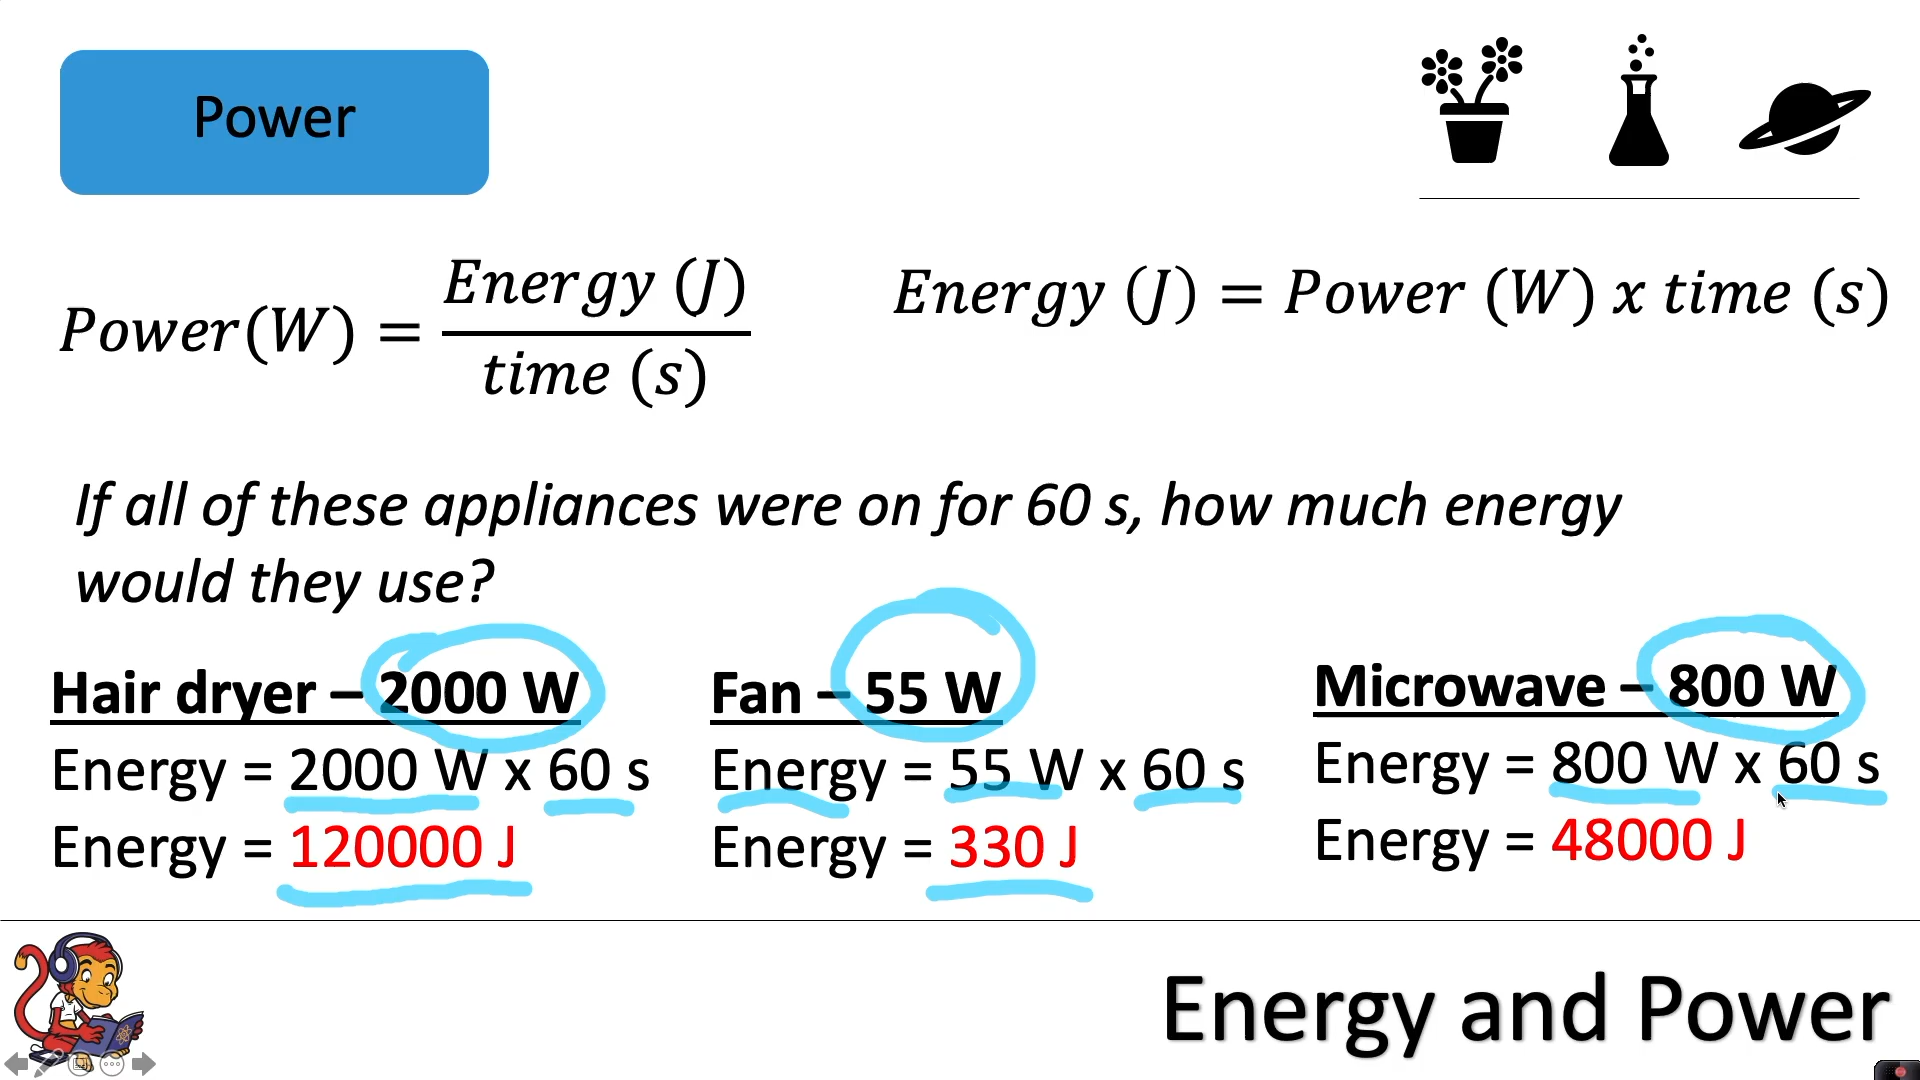 Power
Power(W) = Energy (J) / time (s)
Energy (J) = Power (W) x time (s)
If all of these appliances were on for 60 s, how much energy
would they use?
Hair dryer – 2000 W
Energy = 2000 W x 60 s
Energy = 120000 J
Fan – 55 W
Energy = 55 W x 60 s
Energy = 330 J
Microwave – 800 W
Energy = 800 W x 60 s
Energy = 48000 J
Energy and Power